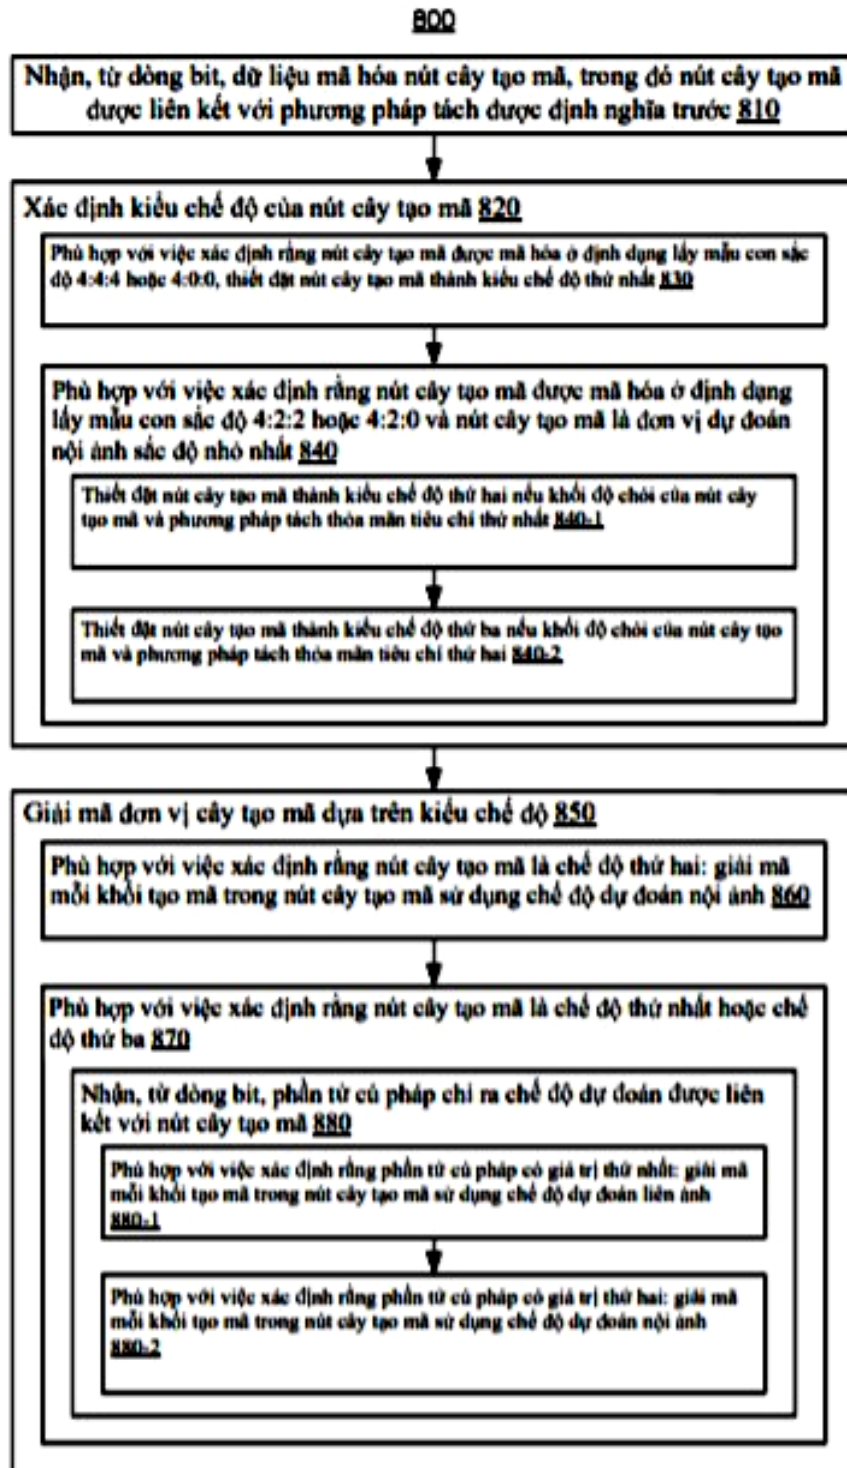 800
Nhận, từ dòng bit, dữ liệu mã hóa nút cây tạo mã, trong đó nút cây tạo mã
được liên kết với phương pháp tách được định nghĩa trước 810
Xác định kiểu chế độ của nút cây tạo mã 820
Phù hợp với việc xác định rằng nút cây tạo mã được mã hóa ở định dạng lấy mẫu con sắc
độ 4:4:4 hoặc 4:0:0, thiết đặt nút cây tạo mã thành kiểu chế độ thứ nhất 830
Phù hợp với việc xác định rằng nút cây tạo mã được mã hóa ở định dạng
lấy mẫu con sắc độ 4:2:2 hoặc 4:2:0 và nút cây tạo mã là đơn vị dự đoán
nội ảnh sắc độ nhỏ nhất 840
Thiết đặt nút cây tạo mã thành kiểu chế độ thứ hai nếu khối độ chói của nút cây
tạo mã và phương pháp tách thỏa mãn tiêu chí thứ nhất 840-1
Thiết đặt nút cây tạo mã thành kiểu chế độ thứ ba nếu khối độ chói của nút cây tạo
mã và phương pháp tách thỏa mãn tiêu chí thứ hai 840-2
Giải mã đơn vị cây tạo mã dựa trên kiểu chế độ 850
Phù hợp với việc xác định rằng nút cây tạo mã là chế độ thứ hai: giải mã
mỗi khối tạo mã trong nút cây tạo mã sử dụng chế độ dự đoán nội ảnh 860
Phù hợp với việc xác định rằng nút cây tạo mã là chế độ thứ nhất hoặc chế
độ thứ ba 870
Nhận, từ dòng bit, phần tử cú pháp chỉ ra chế độ dự đoán được liên
kết với nút cây tạo mã 880
Phù hợp với việc xác định rằng phần tử cú pháp có giá trị thứ nhất: giải mã
mỗi khối tạo mã trong nút cây tạo mã sử dụng chế độ dự đoán liên ảnh
880-1
Phù hợp với việc xác định rằng phần tử cú pháp có giá trị thứ hai: giải mã
mỗi khối tạo mã trong nút cây tạo mã sử dụng chế độ dự đoán nội ảnh
880-2